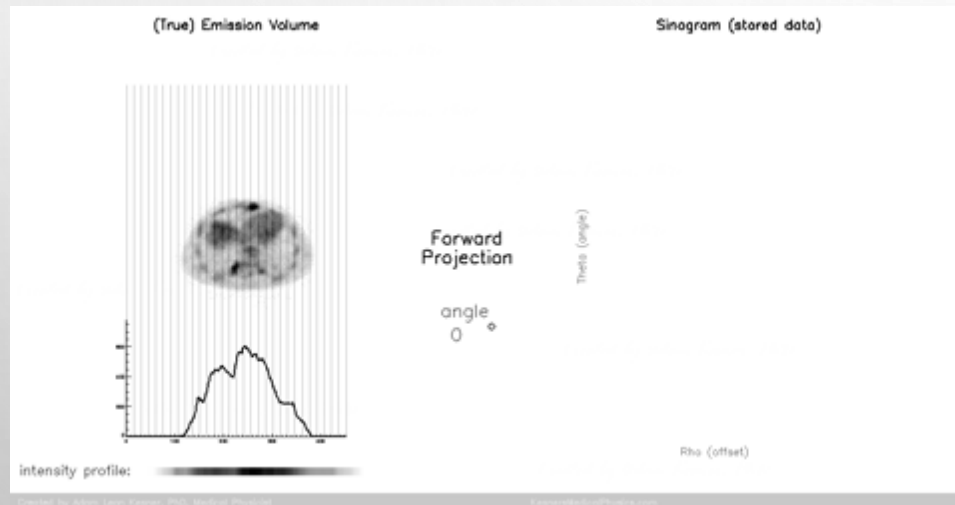 (True) Emission Volume
Sinogram (stored data)
Theta (angle)
Forward
Projection
angle
0 °
Rho (offset)
intensity profile: